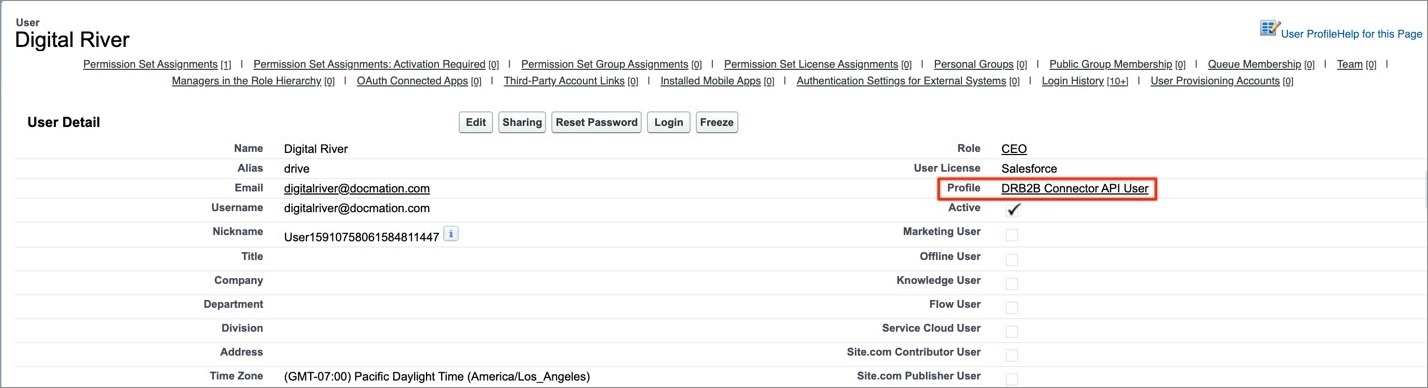 User
Digital River
User Profile Help for this Page
Permission Set Assignments [1] | Permission Set Assignments: Activation Required [0] | Permission Set Group Assignments [0] | Permission Set License Assignments [0] | Personal Groups [0] | Public Group Membership [0] | Queue Membership [0] | Team [0] |
Managers in the Role Hierarchy [0] | OAuth Connected Apps [0] | Third-Party Account Links [0] | Installed Mobile Apps [0] | Authentication Settings for External Systems [0] | Login History [10+] | User Provisioning Accounts [0]
User Detail Edit Sharing Reset Password Login Freeze
Name Digital River Role CEO
Alias drive User License Salesforce
Email digitalriver@docmation.com Profile DRB2B Connector API User
Username digitalriver@docmation.com Active
Nickname User15910758061584811447 i Marketing User
Title Offline User
Company Knowledge User
Department Flow User
Division Service Cloud User
Address Site.com Contributor User
Time Zone (GMT-07:00) Pacific Daylight Time (America/Los_Angeles) Site.com Publisher User